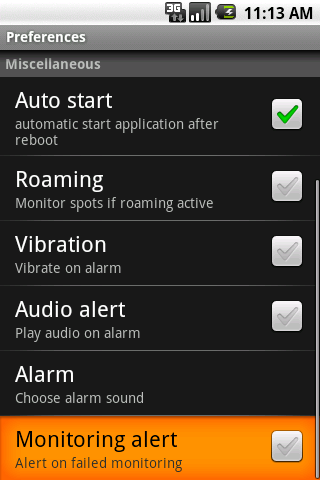 3G
11:13 AM
Preferences
Miscellaneous
Auto start
automatic start application after
reboot
Roaming
Monitor spots if roaming active
Vibration
Vibrate on alarm
Audio alert
Play audio on alarm
Alarm
Choose alarm sound
Monitoring alert
Alert on failed monitoring